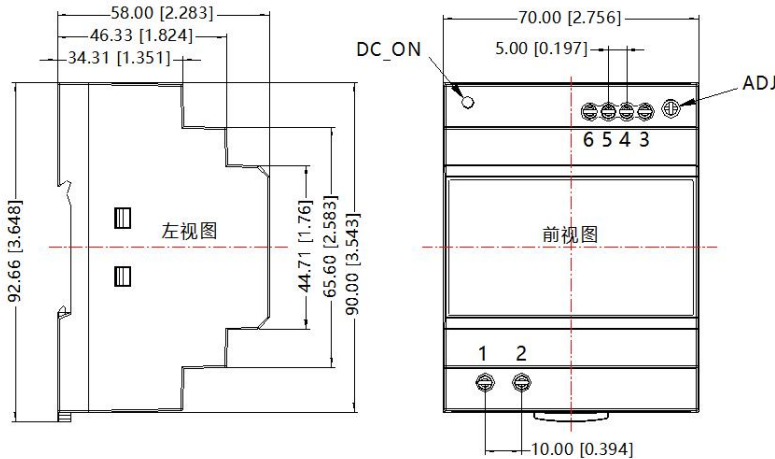 58.00 [2.283]
46.33 [1.824]
34.31 [1.351]
92.66 [3.648]
左视图
44.71 [1.76]
65.60 [2.583]
90.00 [3.543]
70.00 [2.756]
5.00 [0.197]
DC_ON
ADJ
6 5 4 3
前视图
1 2
10.00 [0.394]